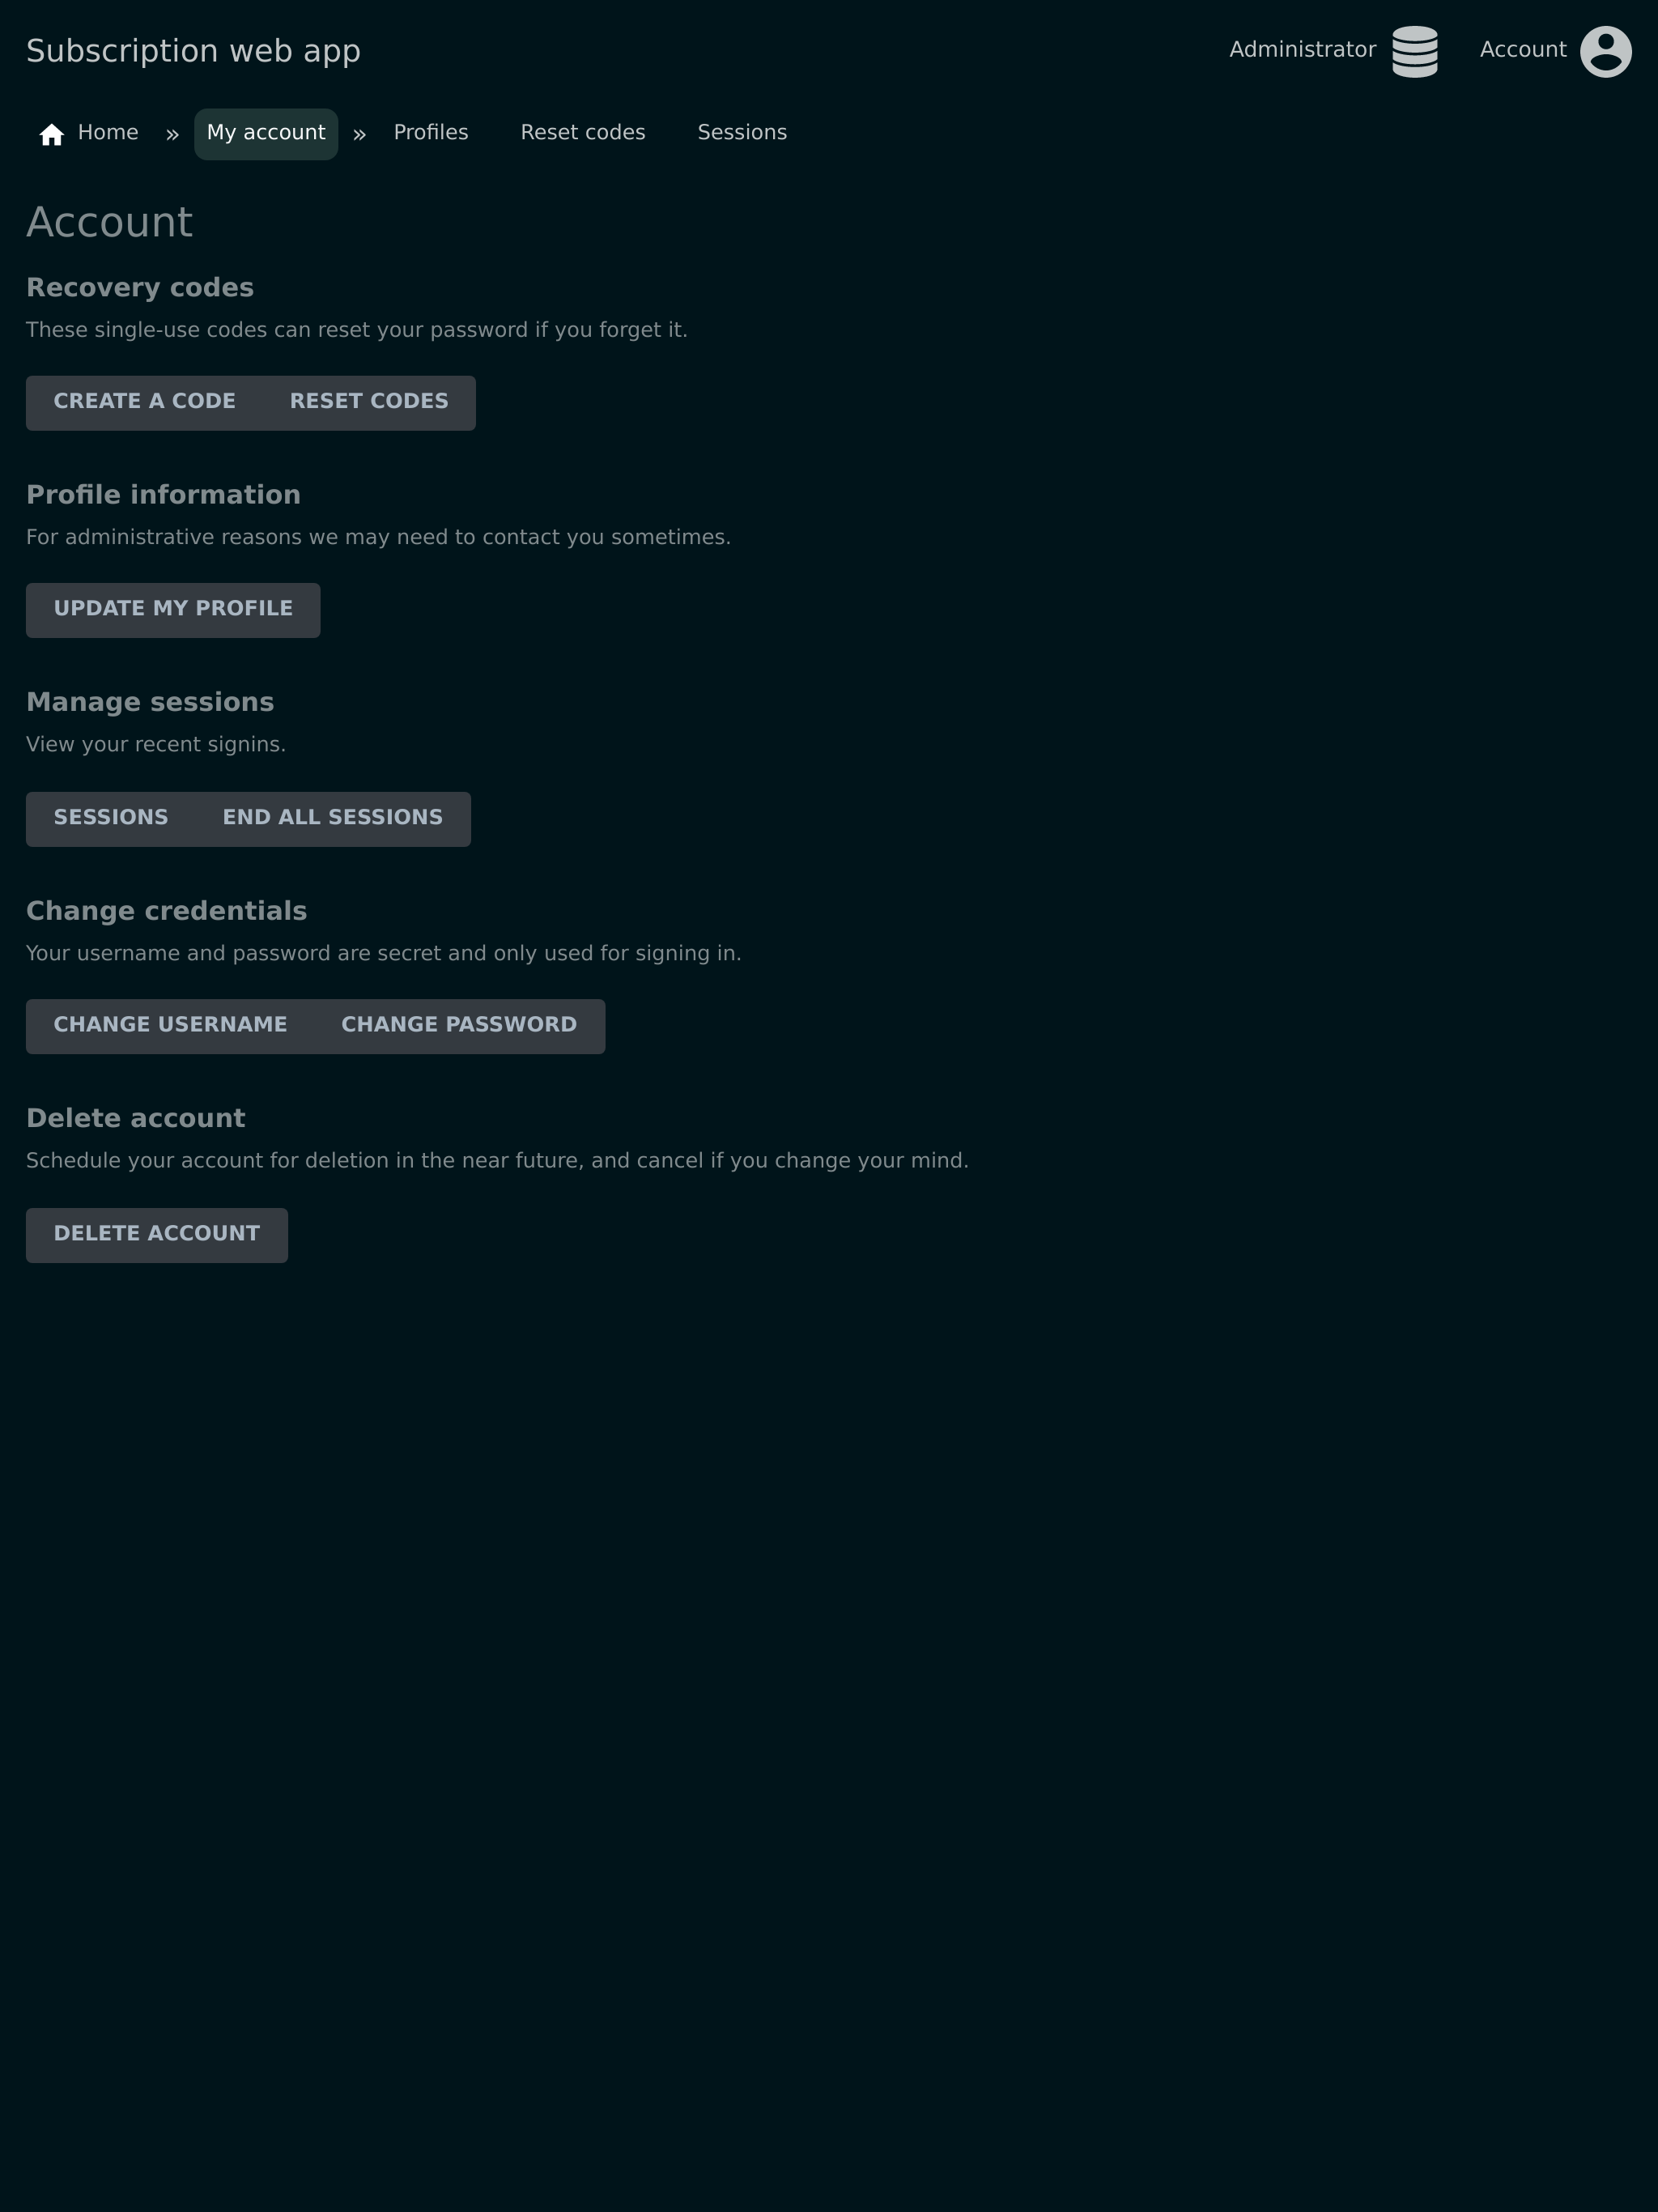 Subscription web app
Administrator
Account
Home » My account » Profiles Reset codes Sessions
Account
Recovery codes
These single-use codes can reset your password if you forget it.
CREATE A CODE RESET CODES
Profile information
For administrative reasons we may need to contact you sometimes.
UPDATE MY PROFILE
Manage sessions
View your recent signins.
SESSIONS END ALL SESSIONS
Change credentials
Your username and password are secret and only used for signing in.
CHANGE USERNAME CHANGE PASSWORD
Delete account
Schedule your account for deletion in the near future, and cancel if you change your mind.
DELETE ACCOUNT